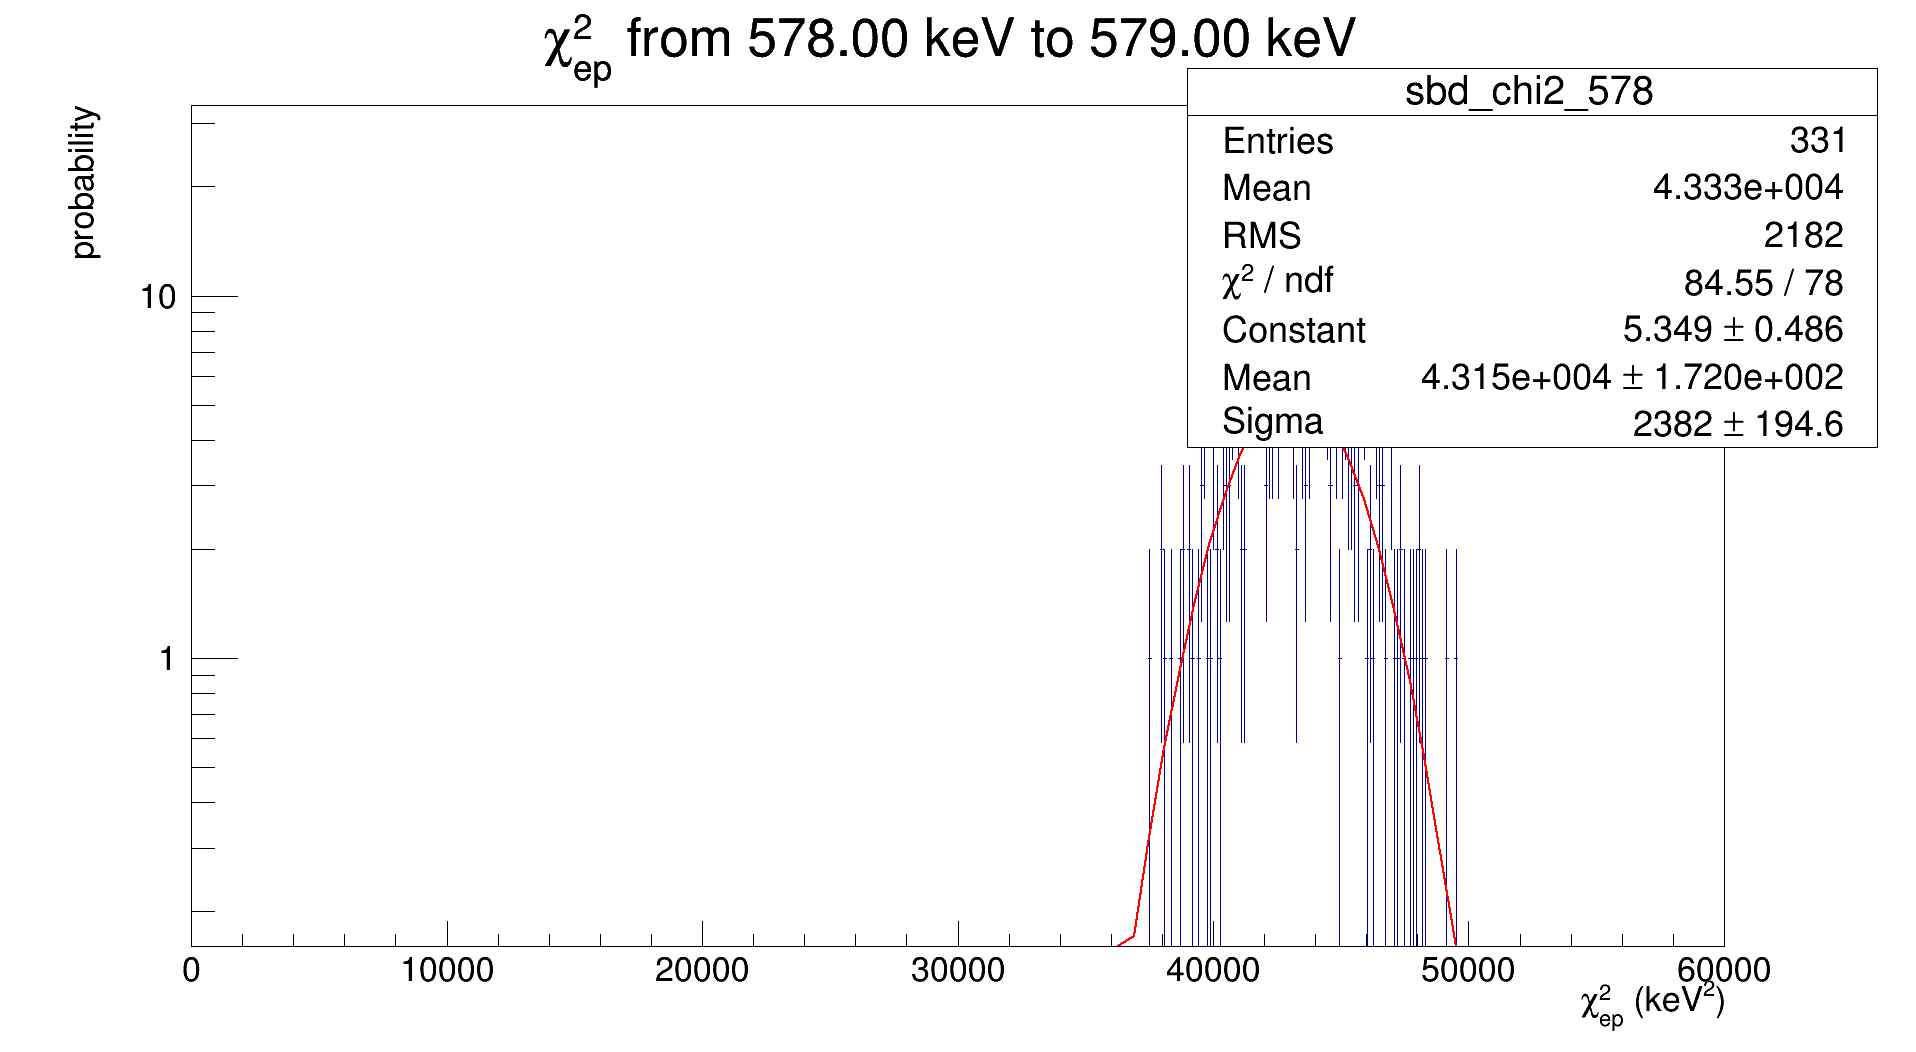 χ²ep from 578.00 keV to 579.00 keV
probability
sbd_chi2_578
Entries 331
Mean 4.333e+004
RMS 2182
χ² / ndf 84.55 / 78
Constant 5.349 ± 0.486
Mean 4.315e+004 ± 1.720e+002
Sigma 2382 ± 194.6
10
1
0 10000 20000 30000 40000 50000 60000
χ²ep (keV²)